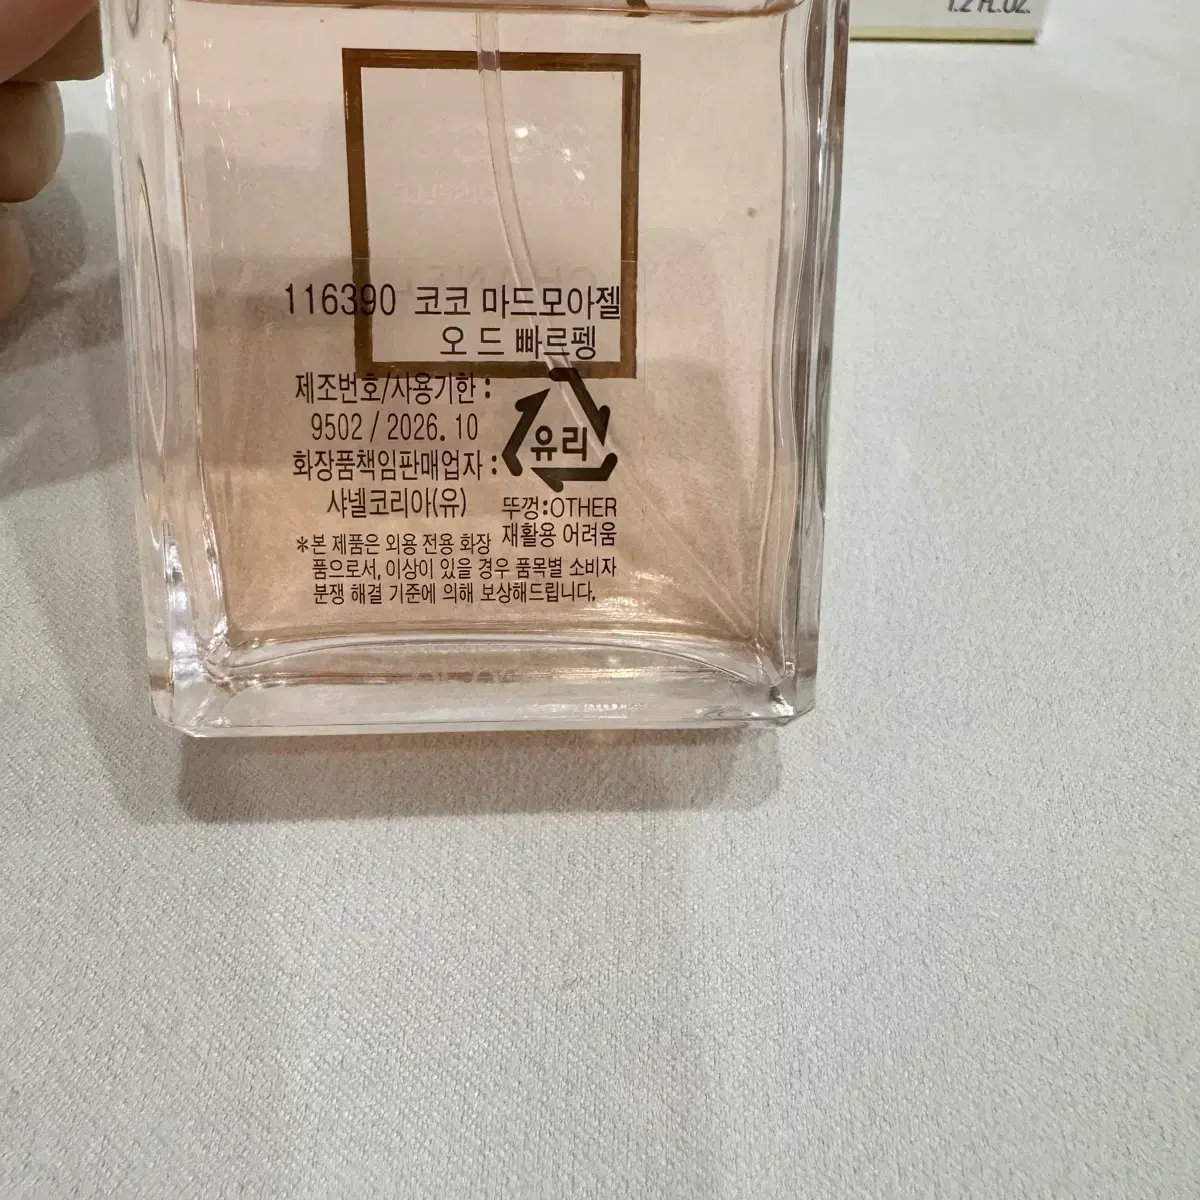 1.2 FL.OZ.
116390 코코 마드모아젤
오 드 빠르펭
제조번호/사용기한 :
9502 / 2026. 10
화장품책임판매업자 :
샤넬코리아(유)
유리
뚜껑:OTHER
재활용 어려움
*본 제품은 외용 전용 화장
품으로서, 이상이 있을 경우 품목별 소비자
분쟁 해결 기준에 의해 보상해드립니다.